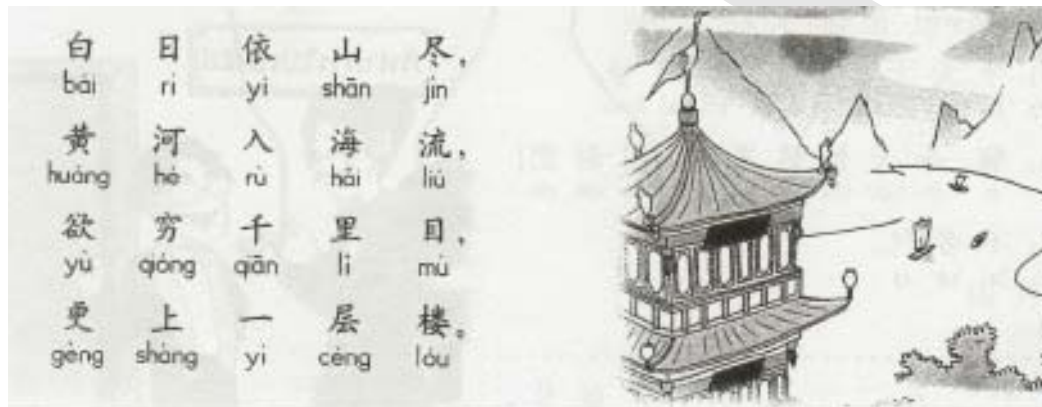 白 日 依 山 尽，
bái rì yī shān jìn
黄 河 入 海 流，
huáng hé rù hǎi liú
欲 穷 千 里 目，
yù qióng qiān lǐ mù
更 上 一 层 楼。
gèng shàng yì céng lóu